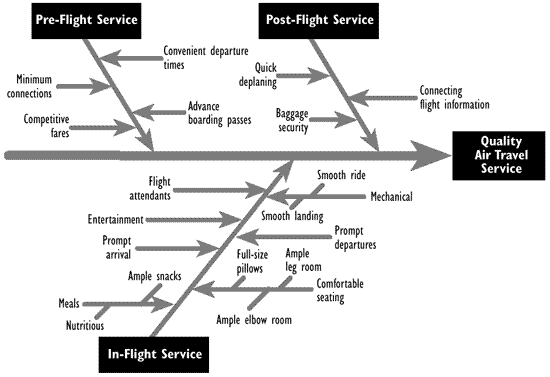 Pre-Flight Service
Post-Flight Service
Convenient departure
times
Minimum
connections
Advance
boarding passes
Competitive
fares
Quick
deplaning
Connecting
flight information
Baggage
security
Quality
Air Travel
Service
Flight
attendants
Smooth ride
Mechanical
Smooth landing
Entertainment
Prompt
departures
Prompt
arrival
Full-size
pillows
Ample
leg room
Comfortable
seating
Ample elbow room
Ample snacks
Meals
Nutritious
In-Flight Service